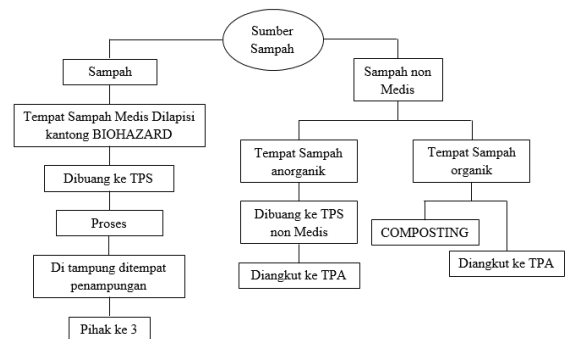 Sumber
Sampah
Sampah
Tempat Sampah Medis Dilapisi
kantong BIOHAZARD
Dibuang ke TPS
Proses
Di tampung ditempat
penampungan
Pihak ke 3
Sampah non
Medis
Tempat Sampah
anorganik
Dibuang ke TPS
non Medis
Diangkut ke TPA
Tempat Sampah
organik
COMPOSTING
Diangkut ke TPA